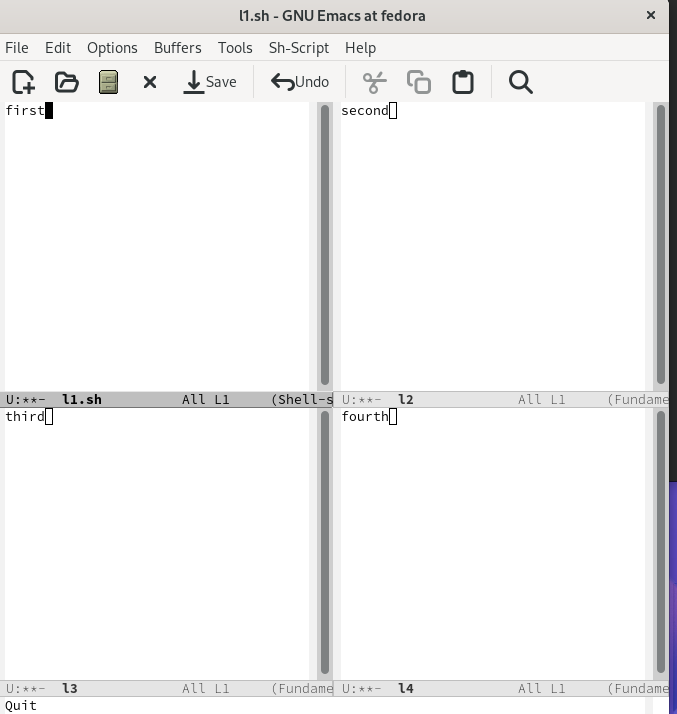 l1.sh - GNU Emacs at fedora
File Edit Options Buffers Tools Sh-Script Help
Save Undo
first
second
U:**- l1.sh All L1 (Shell-s
U:**- l2 All L1 (Fundame
third
fourth
U:**- l3 All L1 (Fundame
U:**- l4 All L1 (Fundame
Quit